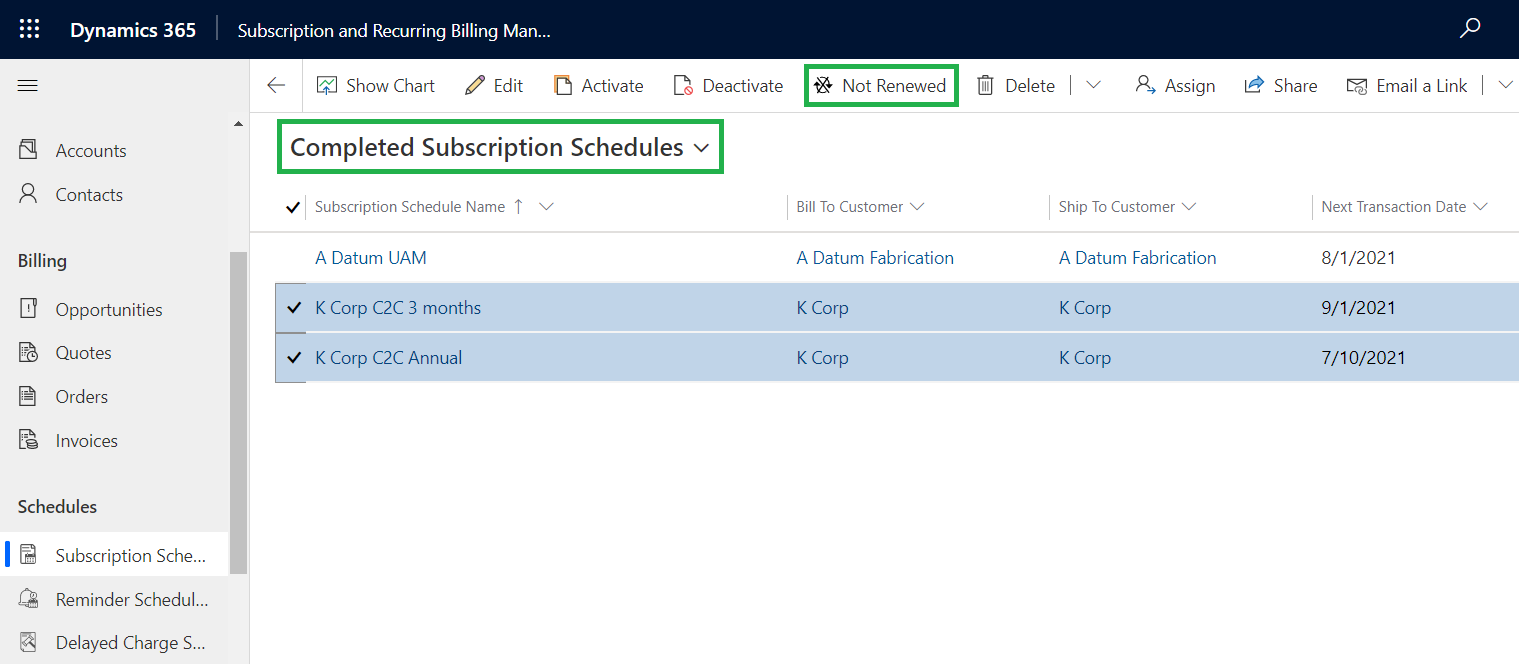 Dynamics 365
Subscription and Recurring Billing Man...
Show Chart
Edit
Activate
Deactivate
Not Renewed
Delete
Assign
Share
Email a Link
Accounts
Contacts
Billing
Opportunities
Quotes
Orders
Invoices
Schedules
Subscription Sche...
Reminder Schedul...
Delayed Charge S...
Completed Subscription Schedules
Subscription Schedule Name Bill To Customer Ship To Customer Next Transaction Date
A Datum UAM A Datum Fabrication A Datum Fabrication 8/1/2021
K Corp C2C 3 months K Corp K Corp 9/1/2021
K Corp C2C Annual K Corp K Corp 7/10/2021